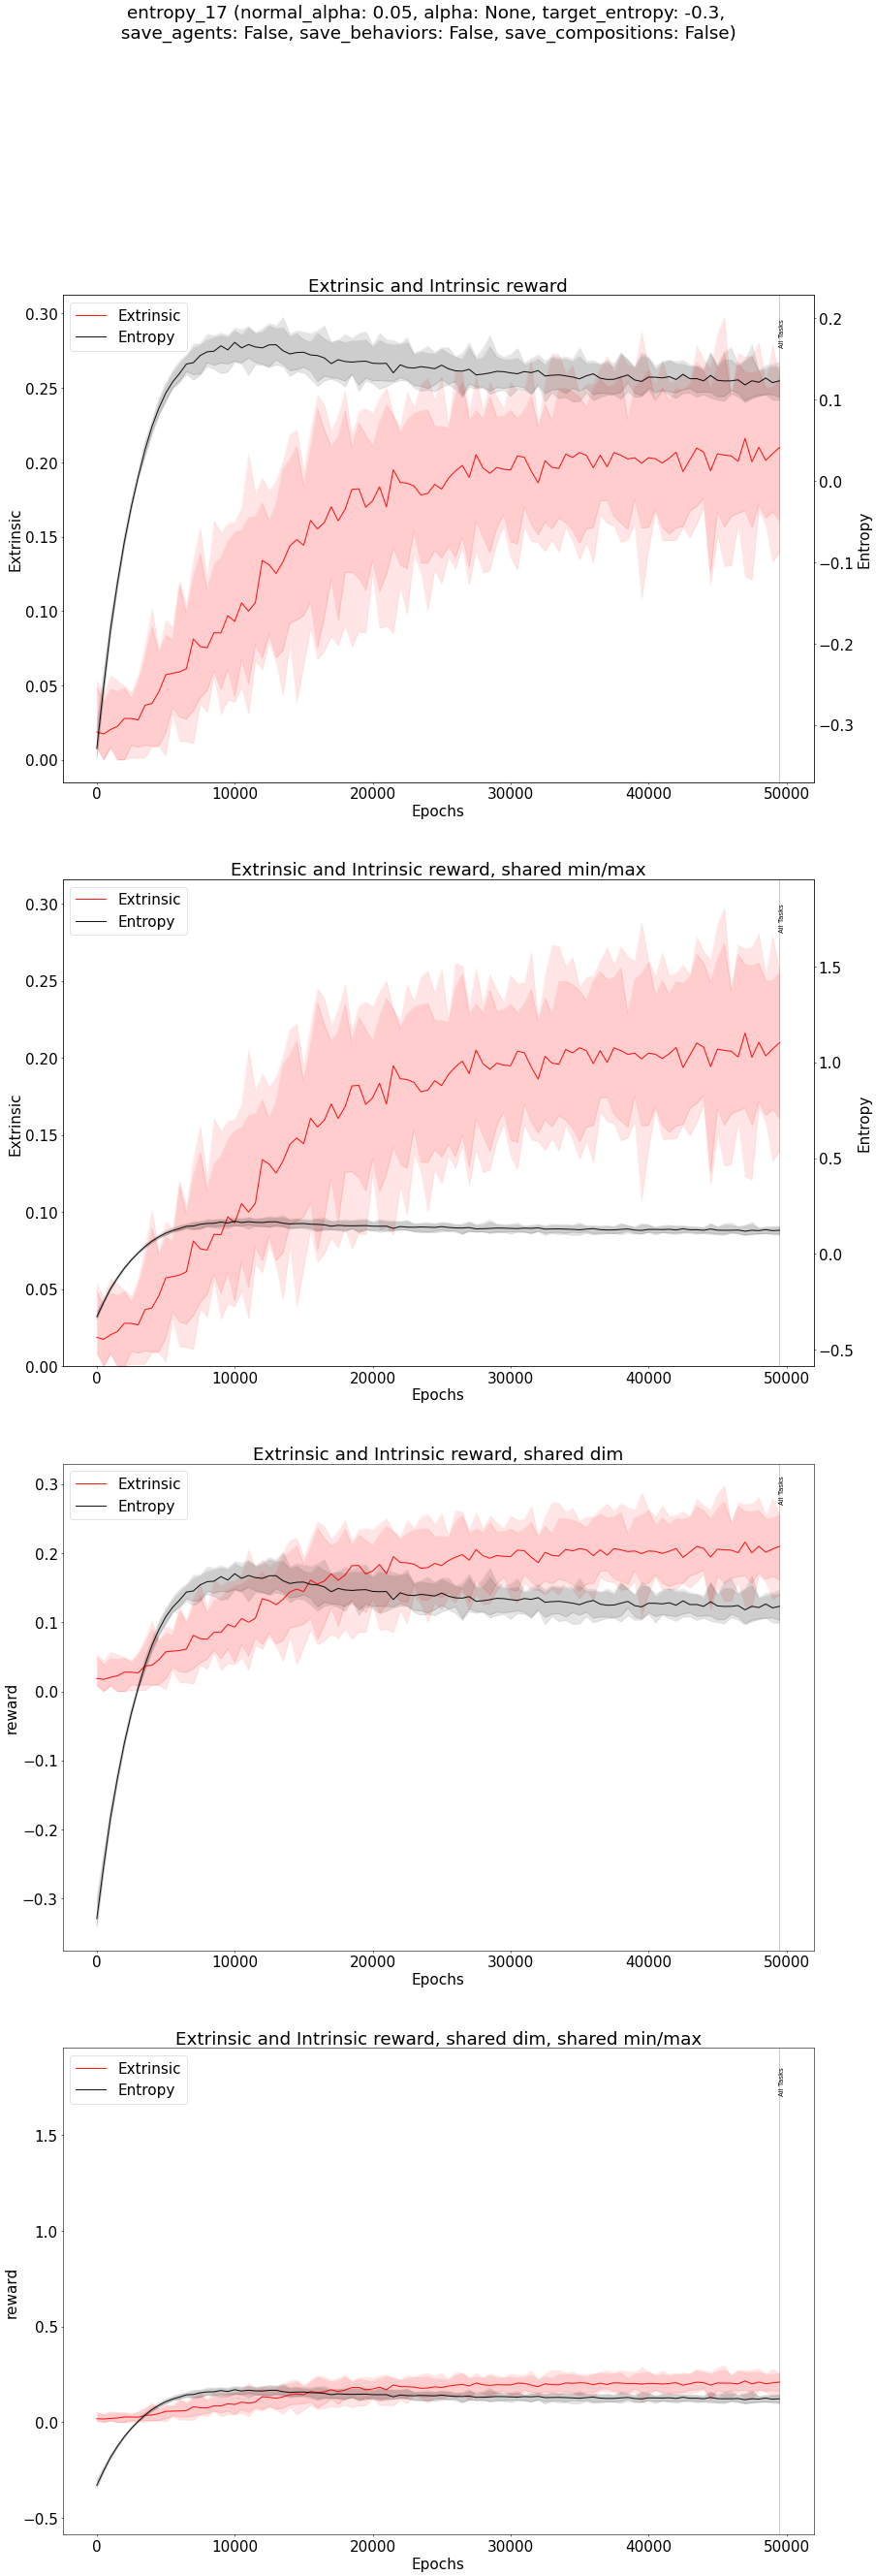 entropy_17 (normal_alpha: 0.05, alpha: None, target_entropy: -0.3,
save_agents: False, save_behaviors: False, save_compositions: False)
Extrinsic and Intrinsic reward
Extrinsic
Entropy
All Tasks
0.30
0.25
0.20
0.15
0.10
0.05
0.00
Extrinsic
0.2
0.1
0.0
−0.1
−0.2
−0.3
Entropy
0 10000 20000 30000 40000 50000
Epochs
Extrinsic and Intrinsic reward, shared min/max
Extrinsic
Entropy
All Tasks
0.30
0.25
0.20
0.15
0.10
0.05
0.00
Extrinsic
1.5
1.0
0.5
0.0
−0.5
Entropy
0 10000 20000 30000 40000 50000
Epochs
Extrinsic and Intrinsic reward, shared dim
Extrinsic
Entropy
All Tasks
0.3
0.2
0.1
0.0
−0.1
−0.2
−0.3
reward
0 10000 20000 30000 40000 50000
Epochs
Extrinsic and Intrinsic reward, shared dim, shared min/max
Extrinsic
Entropy
All Tasks
1.5
1.0
0.5
0.0
−0.5
reward
0 10000 20000 30000 40000 50000
Epochs